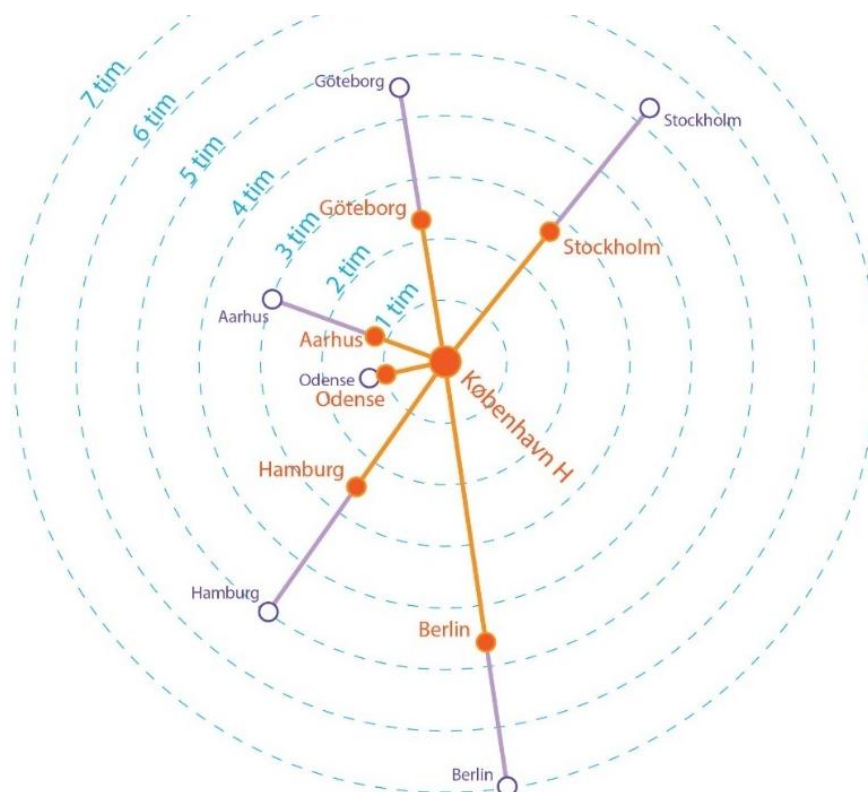 7 tim
6 tim
5 tim
4 tim
3 tim
2 tim
1 tim
Göteborg
Stockholm
Göteborg
Stockholm
Aarhus
Aarhus
Odense
Odense
København H
Hamburg
Hamburg
Berlin
Berlin